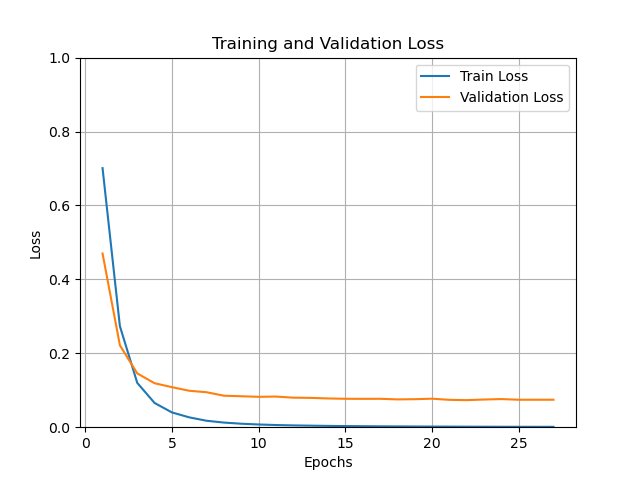 Training and Validation Loss
Train Loss
Validation Loss
Loss
1.0
0.8
0.6
0.4
0.2
0.0
0 5 10 15 20 25
Epochs